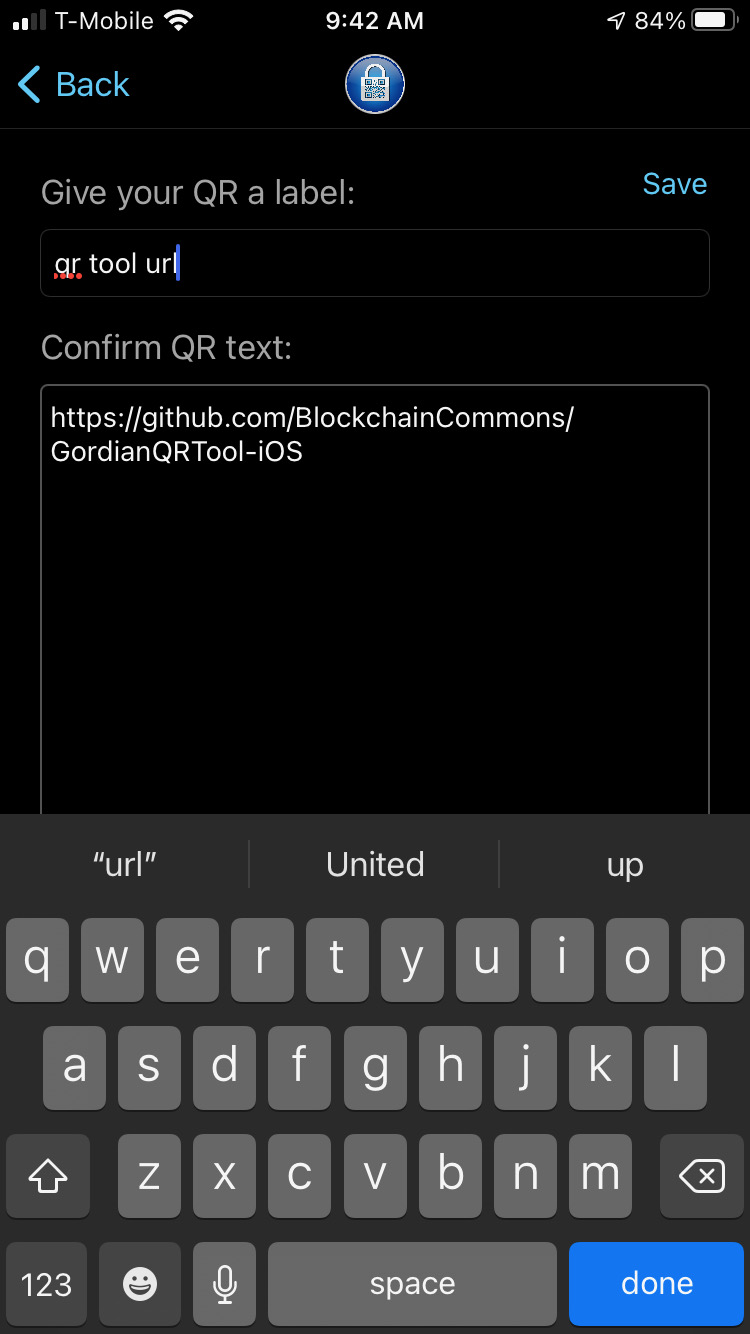 T-Mobile 9:42 AM 84%
Back
Give your QR a label:
Save
qr tool url
Confirm QR text:
https://github.com/BlockchainCommons/
GordianQRTool-iOS
“url” United up
q w e r t y u i o p
a s d f g h j k l
z x c v b n m
123 space done